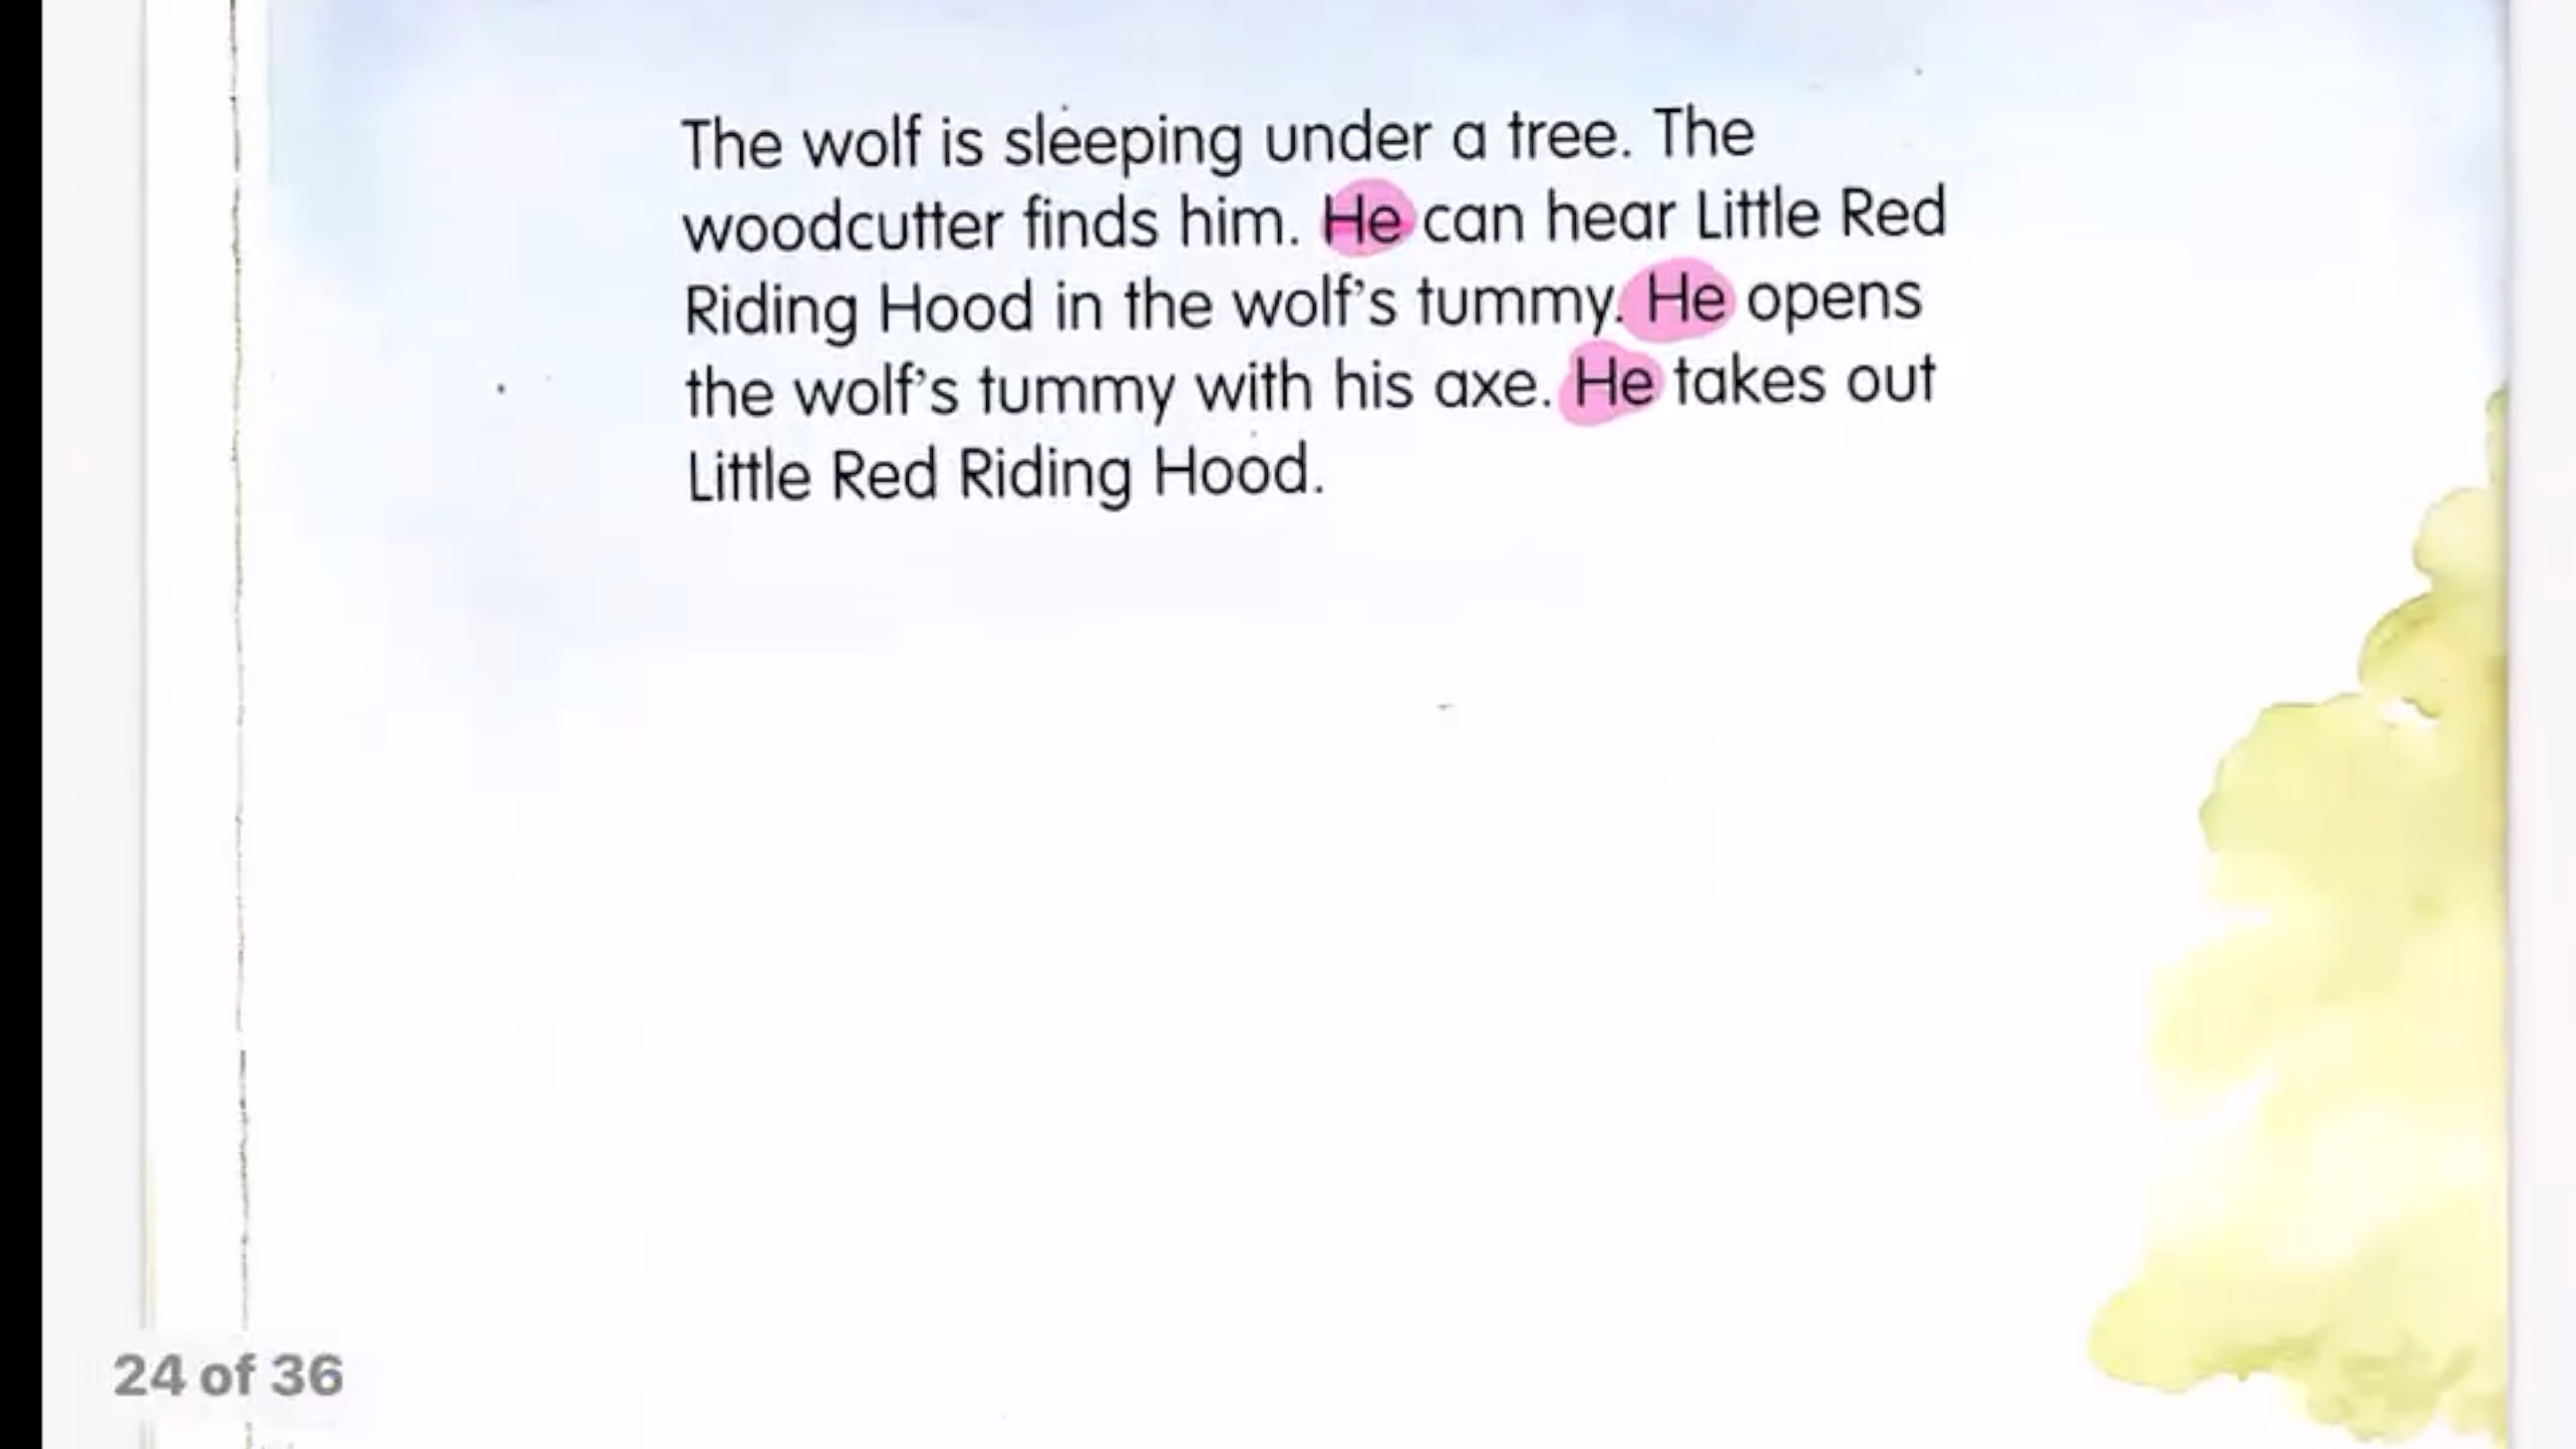 The wolf is sleeping under a tree. The
woodcutter finds him. He can hear Little Red
Riding Hood in the wolf's tummy. He opens
the wolf's tummy with his axe. He takes out
Little Red Riding Hood.
24 of 36